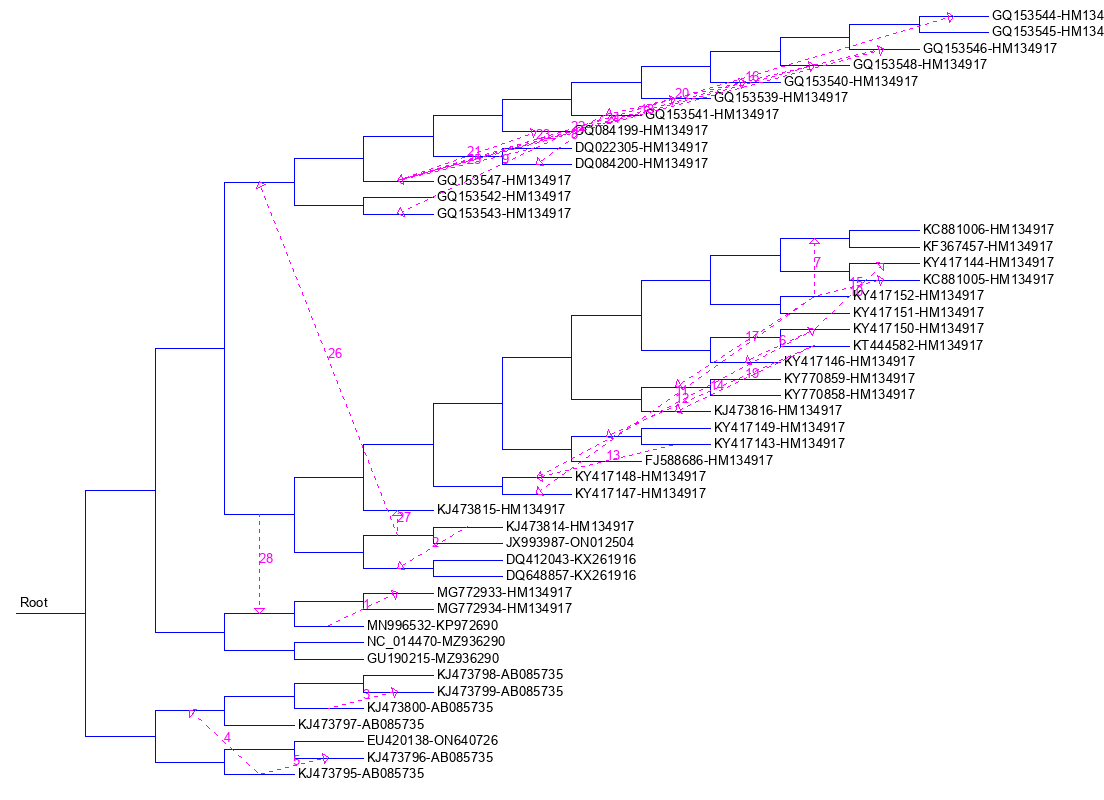 GQ153544-HM134
GQ153545-HM134
GQ153546-HM134917
GQ153548-HM134917
16
GQ153540-HM134917
20
GQ153539-HM134917
GQ153541-HM134917
22
23
DQ084199-HM134917
21
DQ022305-HM134917
9
DQ084200-HM134917
GQ153547-HM134917
GQ153542-HM134917
GQ153543-HM134917
KC881006-HM134917
KF367457-HM134917
7
KY417144-HM134917
KC881005-HM134917
15
KY417152-HM134917
KY417151-HM134917
KY417150-HM134917
17
6
KT444582-HM134917
26
KY417146-HM134917
19
KY770859-HM134917
14
KY770858-HM134917
12
KJ473816-HM134917
KY417149-HM134917
KY417143-HM134917
13
FJ588686-HM134917
KY417148-HM134917
KY417147-HM134917
KJ473815-HM134917
27
KJ473814-HM134917
2
JX993987-ON012504
28
DQ412043-KX261916
DQ648857-KX261916
MG772933-HM134917
Root
1
MG772934-HM134917
MN996532-KP972690
NC_014470-MZ936290
GU190215-MZ936290
KJ473798-AB085735
3
KJ473799-AB085735
KJ473800-AB085735
KJ473797-AB085735
4
EU420138-ON640726
5
KJ473796-AB085735
KJ473795-AB085735